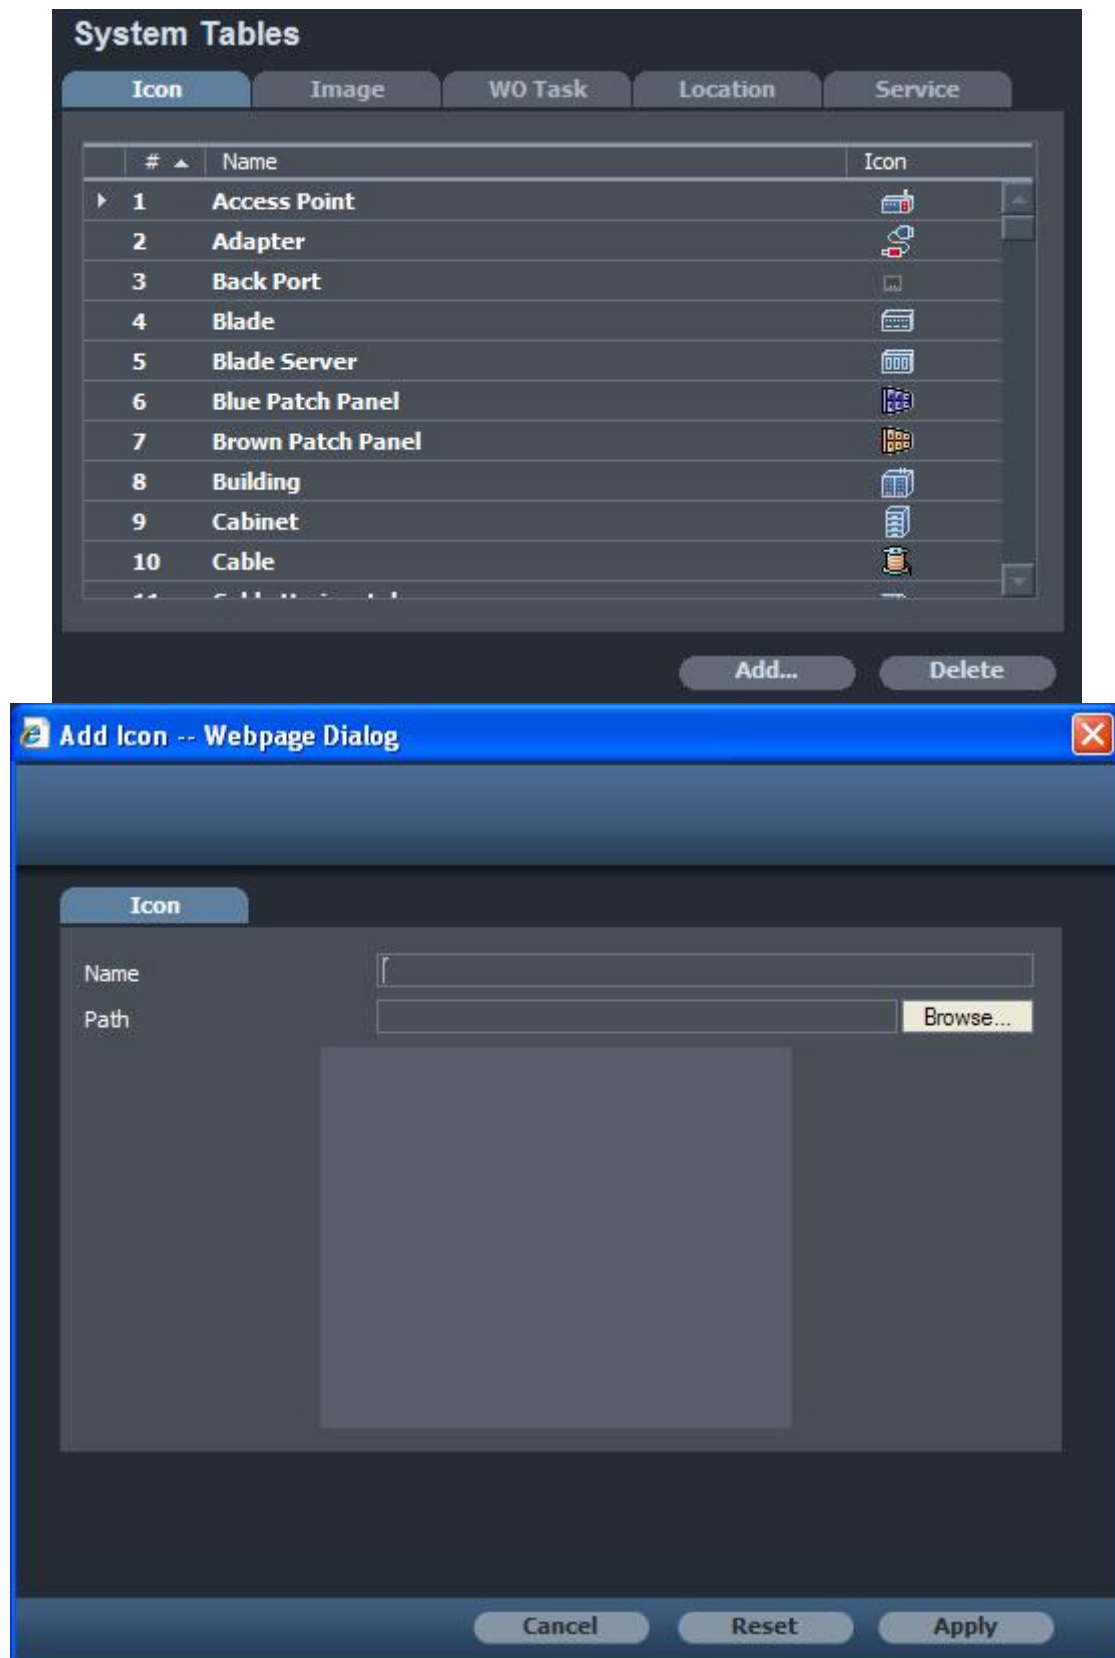 System Tables
Icon Image WO Task Location Service
# Name Icon
1 Access Point
2 Adapter
3 Back Port
4 Blade
5 Blade Server
6 Blue Patch Panel
7 Brown Patch Panel
8 Building
9 Cabinet
10 Cable
Add... Delete
Add Icon -- Webpage Dialog
Icon
Name
Path Browse...
Cancel Reset Apply